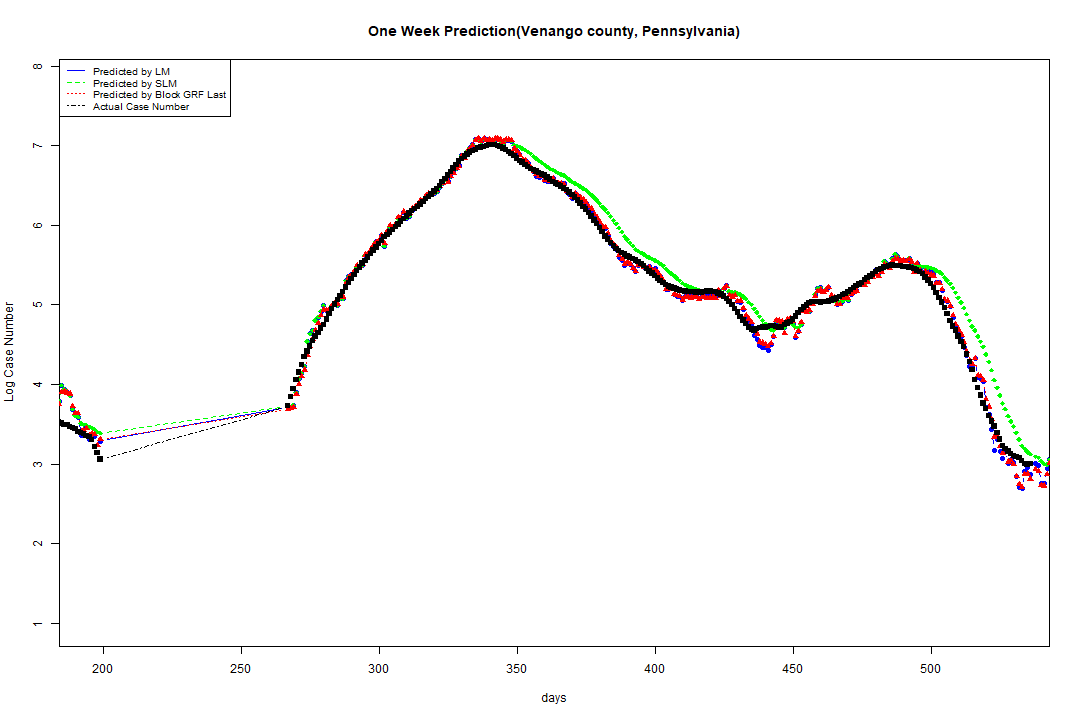 One Week Prediction(Venango county, Pennsylvania)
Predicted by LM
Predicted by SLM
Predicted by Block GRF Last
Actual Case Number
8
7
6
5
4
3
2
1
Log Case Number
200 250 300 350 400 450 500
days